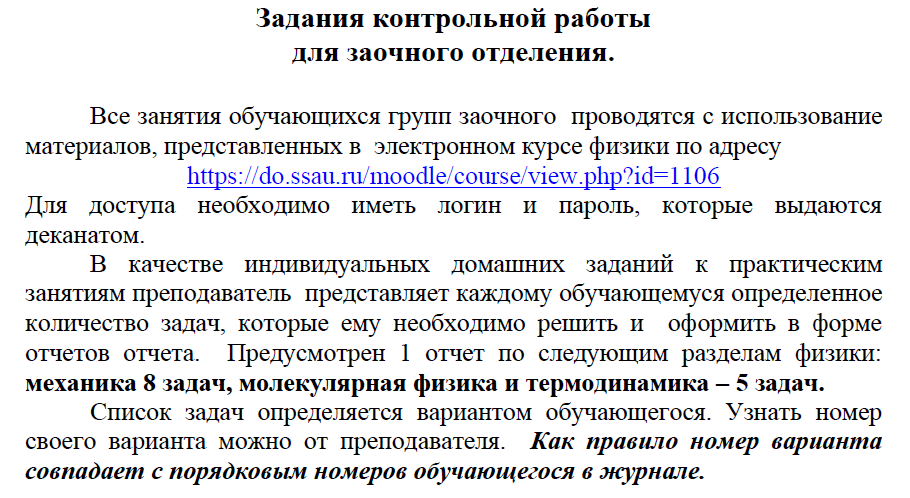 Задания контрольной работы
для заочного отделения.
Все занятия обучающихся групп заочного проводятся с использование
материалов, представленных в электронном курсе физики по адресу
https://do.ssau.ru/moodle/course/view.php?id=1106
Для доступа необходимо иметь логин и пароль, которые выдаются
деканатом.
В качестве индивидуальных домашних заданий к практическим
занятиям преподаватель представляет каждому обучающемуся определенное
количество задач, которые ему необходимо решить и оформить в форме
отчетов отчета. Предусмотрен 1 отчет по следующим разделам физики:
механика 8 задач, молекулярная физика и термодинамика – 5 задач.
Список задач определяется вариантом обучающегося. Узнать номер
своего варианта можно от преподавателя. Как правило номер варианта
совпадает с порядковым номеров обучающегося в журнале.